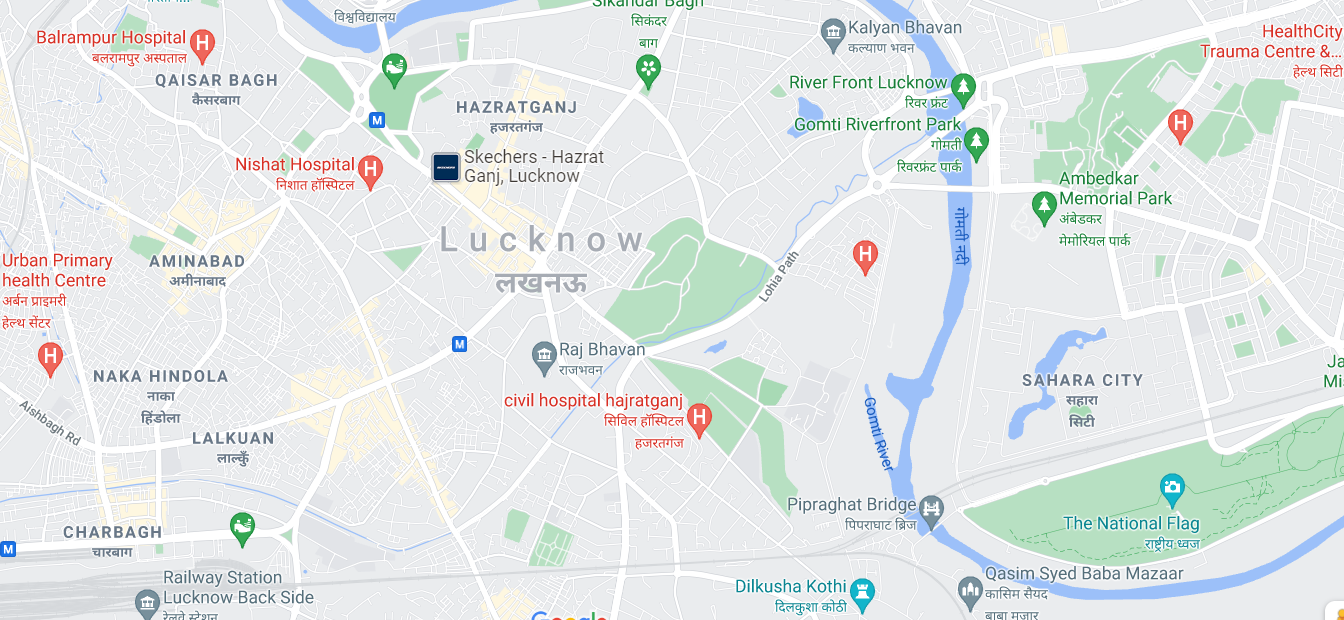 Sikandar Bagh
सिकंदर
बाग
विश्वविद्यालय
Balrampur Hospital
बलरामपुर अस्पताल
H
QAISAR BAGH
कैसरबाग
Kalyan Bhavan
कल्याण भवन
HealthCity
Trauma Centre &...
हेल्थ सिटी
H
River Front Lucknow
रिवर फ्रंट
Gomti Riverfront Park
गोमती
रिवरफ्रंट पार्क
HAZRATGANJ
हजरतगंज
M
Nishat Hospital
निशात हॉस्पिटल
H
Skechers - Hazrat
Ganj, Lucknow
Ambedkar
Memorial Park
अंबेडकर
मेमोरियल पार्क
Lucknow
लखनऊ
AMINABAD
अमीनाबाद
Urban Primary
health Centre
अर्बन प्राइमरी
हेल्थ सेंटर
H
H
Lohia Path
गोमती नदी
M
Raj Bhavan
राजभवन
NAKA HINDOLA
नाका
हिंडोला
Aishbagh Rd
LALKUAN
लालकुँ
civil hospital hajratganj
सिविल हॉस्पिटल
हजरतगंज
H
SAHARA CITY
सहारा
सिटी
Ja
Mi
Gomti River
Pipraghat Bridge
पिपराघाट ब्रिज
The National Flag
राष्ट्रीय ध्वज
CHARBAGH
चारबाग
M
Railway Station
Lucknow Back Side
रेलवे स्टेशन
Dilkusha Kothi
दिलकुशा कोठी
Qasim Syed Baba Mazaar
कासिम सैयद
बाबा मज़ार
Google